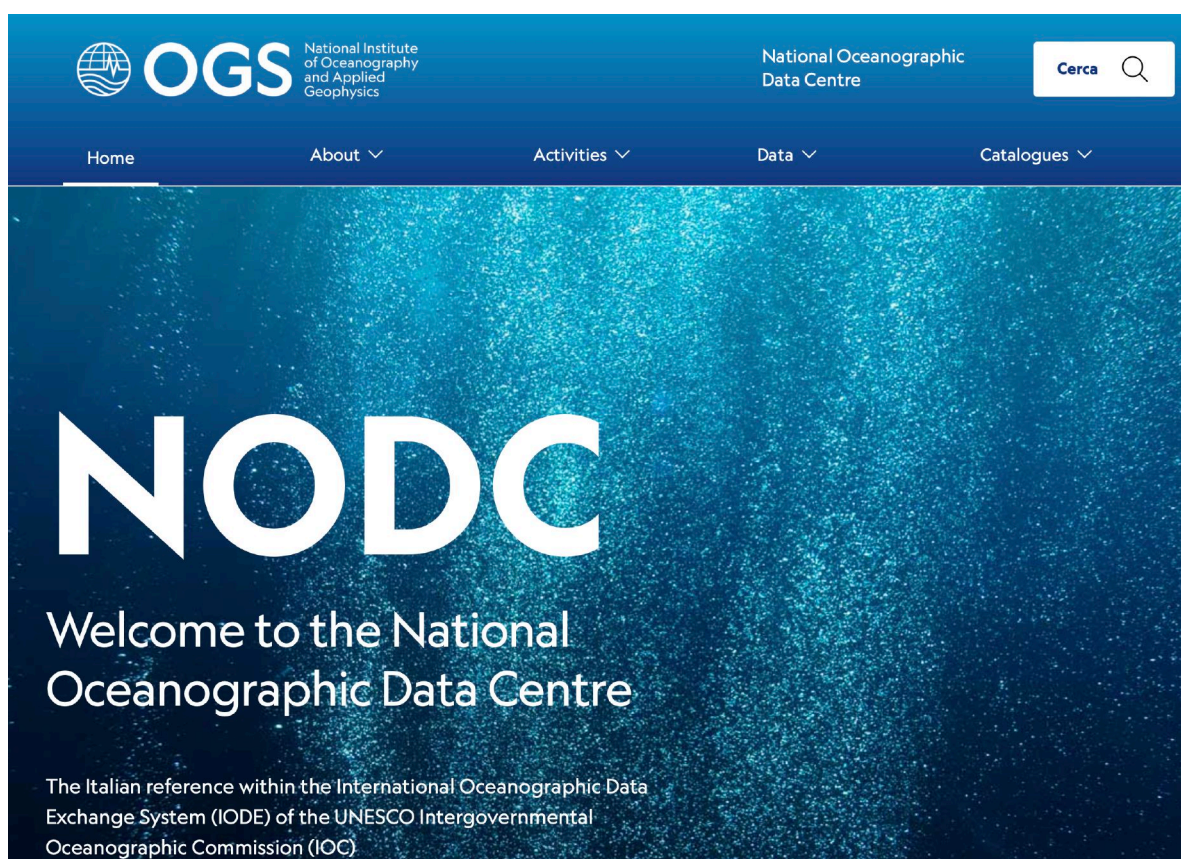 OGS
National Institute
of Oceanography
and Applied
Geophysics
National Oceanographic
Data Centre
Cerca
Home
About
Activities
Data
Catalogues
NODC
Welcome to the National
Oceanographic Data Centre
The Italian reference within the International Oceanographic Data
Exchange System (IODE) of the UNESCO Intergovernmental
Oceanographic Commission (IOC)